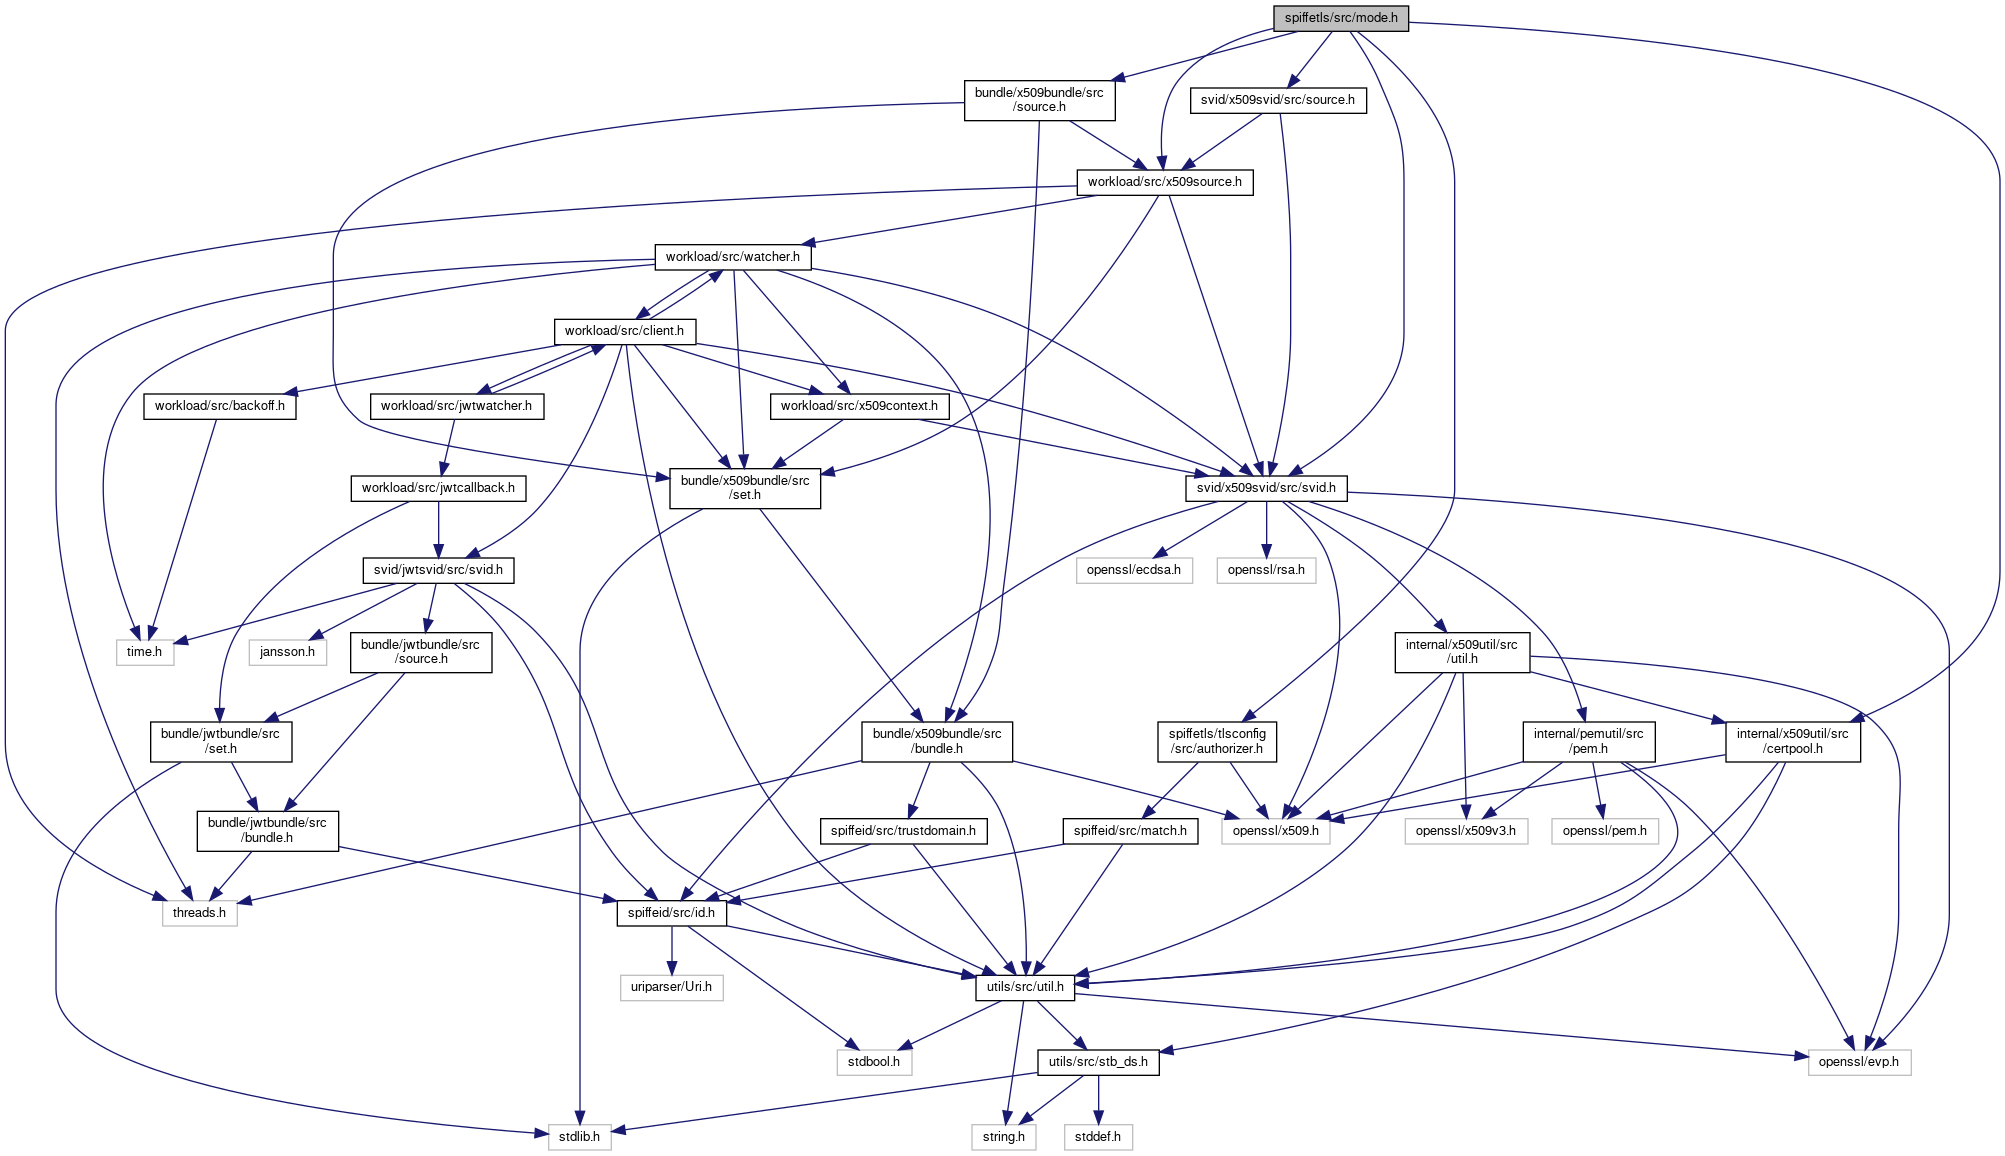 spiffetls/src/mode.h
bundle/x509bundle/src
/source.h
svid/x509svid/src/source.h
workload/src/x509source.h
workload/src/watcher.h
workload/src/client.h
workload/src/backoff.h
workload/src/jwtwatcher.h
workload/src/x509context.h
workload/src/jwtcallback.h
bundle/x509bundle/src
/set.h
svid/x509svid/src/svid.h
svid/jwtsvid/src/svid.h
openssl/ecdsa.h
openssl/rsa.h
time.h
jansson.h
bundle/jwtbundle/src
/source.h
internal/x509util/src
/util.h
bundle/jwtbundle/src
/set.h
bundle/x509bundle/src
/bundle.h
spiffetls/tlsconfig
/src/authorizer.h
internal/pemutil/src
/pem.h
internal/x509util/src
/certpool.h
bundle/jwtbundle/src
/bundle.h
spiffeid/src/trustdomain.h
spiffeid/src/match.h
openssl/x509.h
openssl/x509v3.h
openssl/pem.h
threads.h
spiffeid/src/id.h
uriparser/Uri.h
utils/src/util.h
stdbool.h
utils/src/stb_ds.h
openssl/evp.h
stdlib.h
string.h
stddef.h